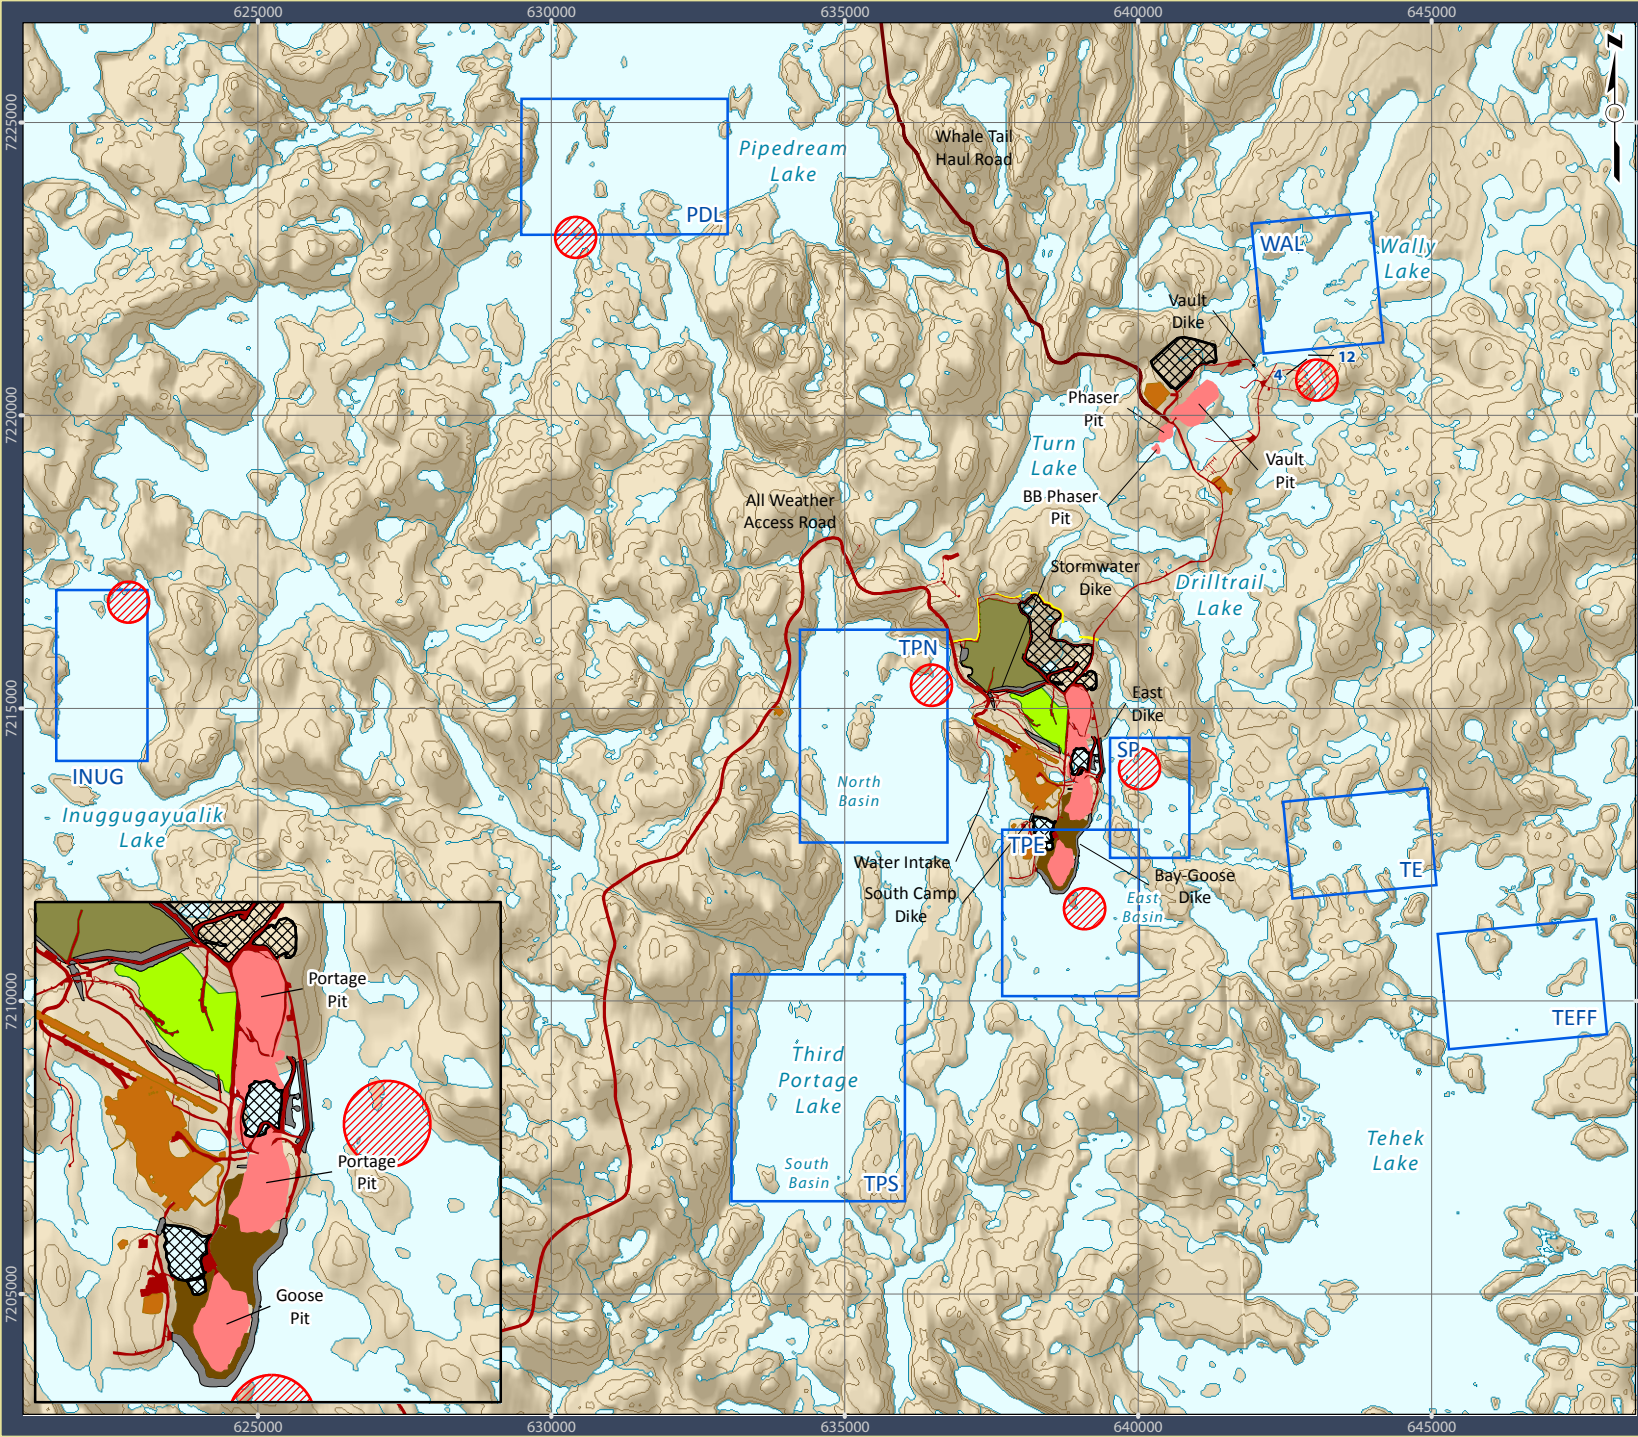 625000
630000
635000
640000
645000
7225000
7220000
7215000
7210000
7205000
N
Whale Tail
Haul Road
Pipedream
Lake
PDL
WAL
Wally
Lake
Vault
Dike
12
4
Phaser
Pit
Turn
Lake
Vault
Pit
BB Phaser
Pit
All Weather
Access Road
Stormwater
Dike
Drilltrail
Lake
TPN
East
Dike
SP
INUG
Inuggugayualik
Lake
North
Basin
TPE
Water Intake
South Camp
Dike
Bay-Goose
Dike
East
Basin
TE
TEFF
Portage
Pit
Third
Portage
Lake
Tehek
Lake
Portage
Pit
South
Basin
TPS
Goose
Pit
625000
630000
635000
640000
645000